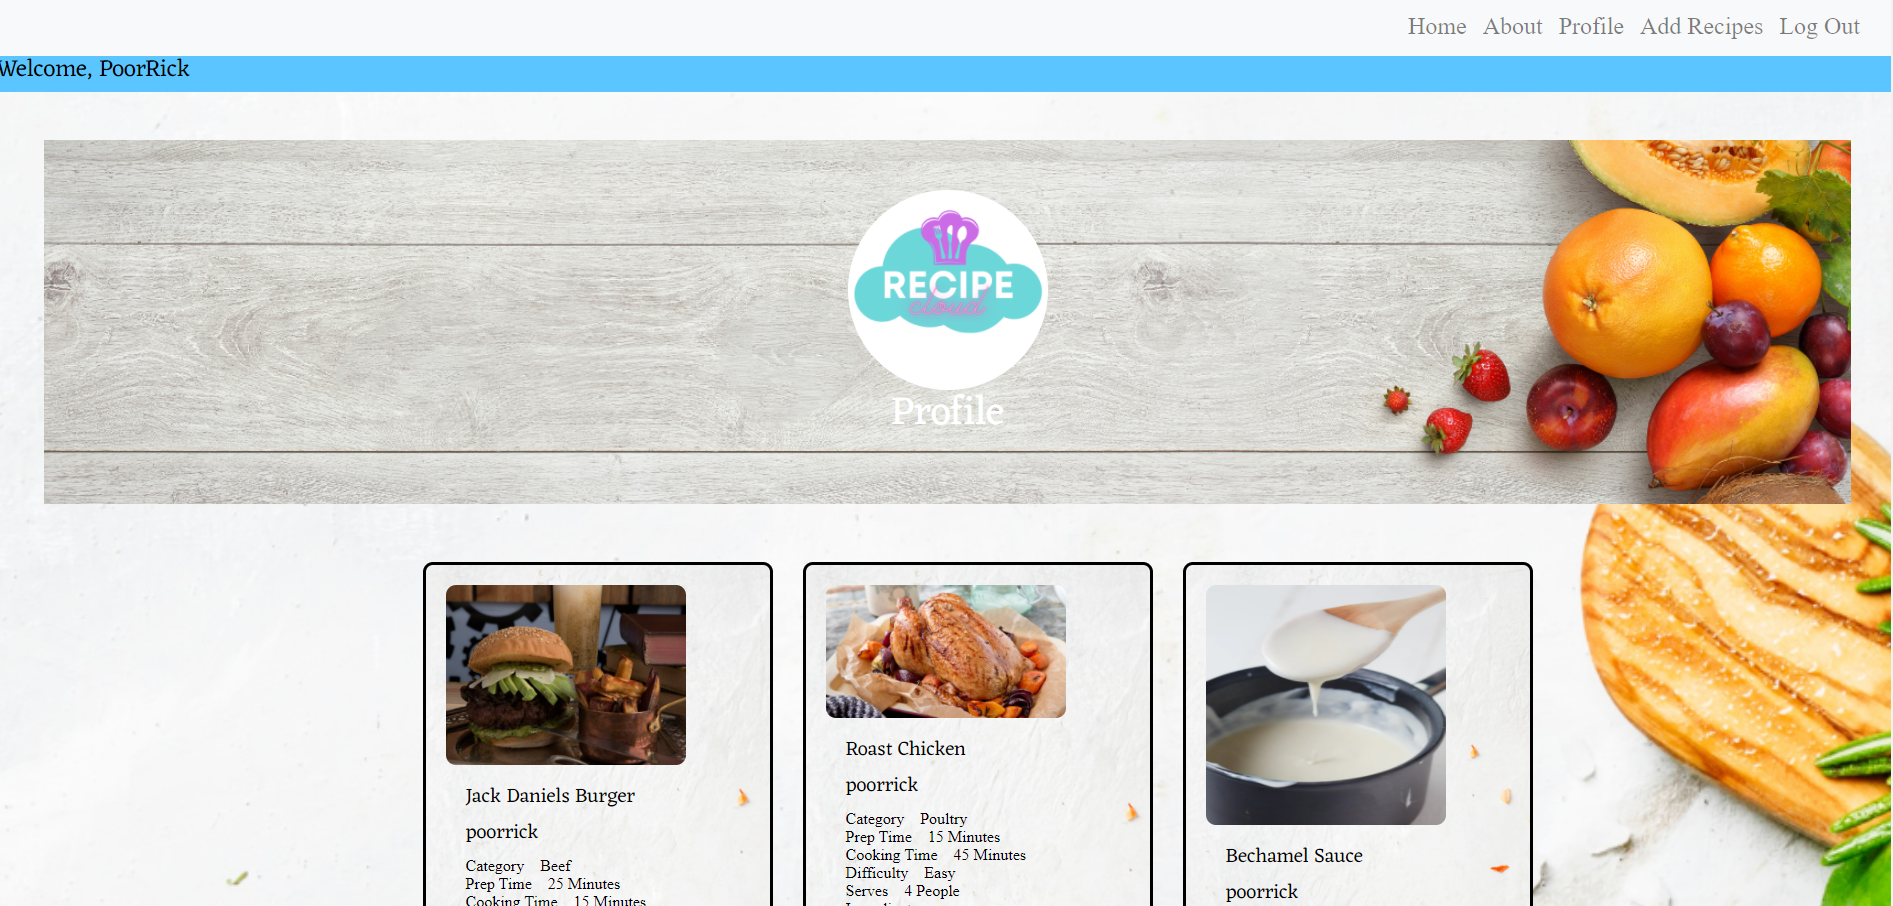 Home About Profile Add Recipes Log Out
Welcome, PoorRick
RECIPE
cloud
Profile
Jack Daniels Burger
poorrick
Category Beef
Prep Time 25 Minutes
Cooking Time 15 Minutes
Roast Chicken
poorrick
Category Poultry
Prep Time 15 Minutes
Cooking Time 45 Minutes
Difficulty Easy
Serves 4 People
Bechamel Sauce
poorrick